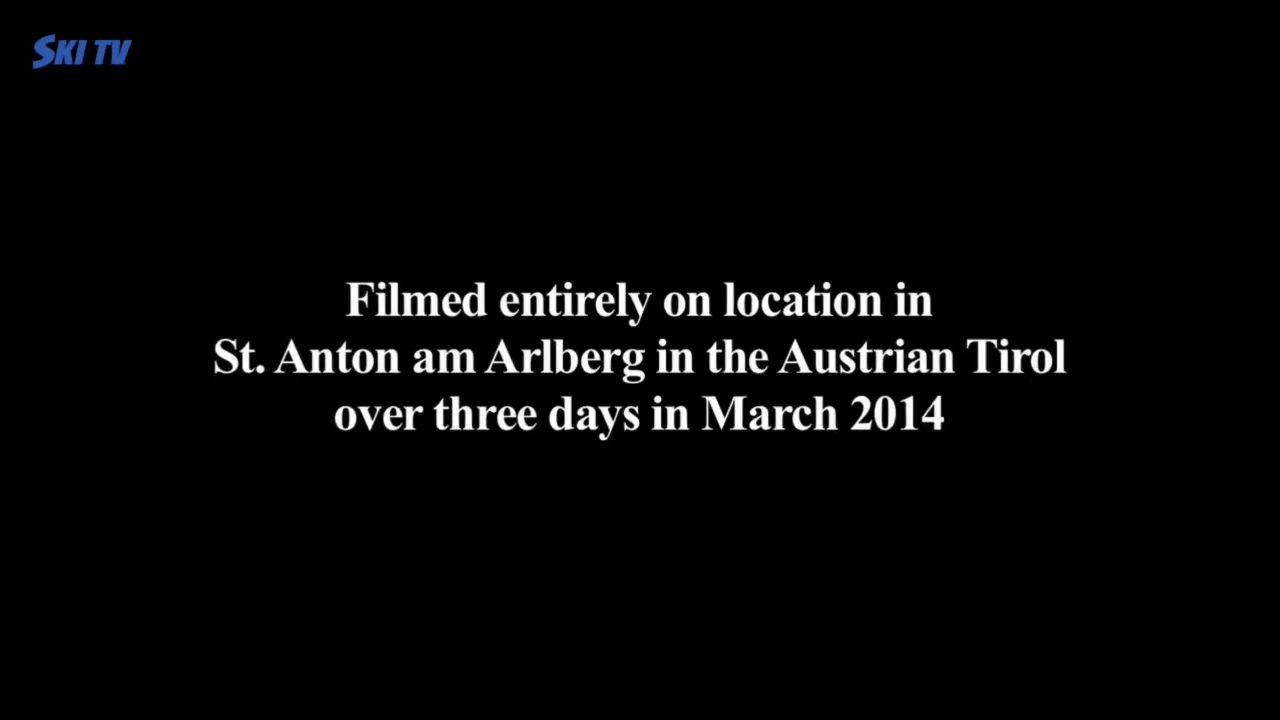 SKI TV
Filmed entirely on location in
St. Anton am Arlberg in the Austrian Tirol
over three days in March 2014